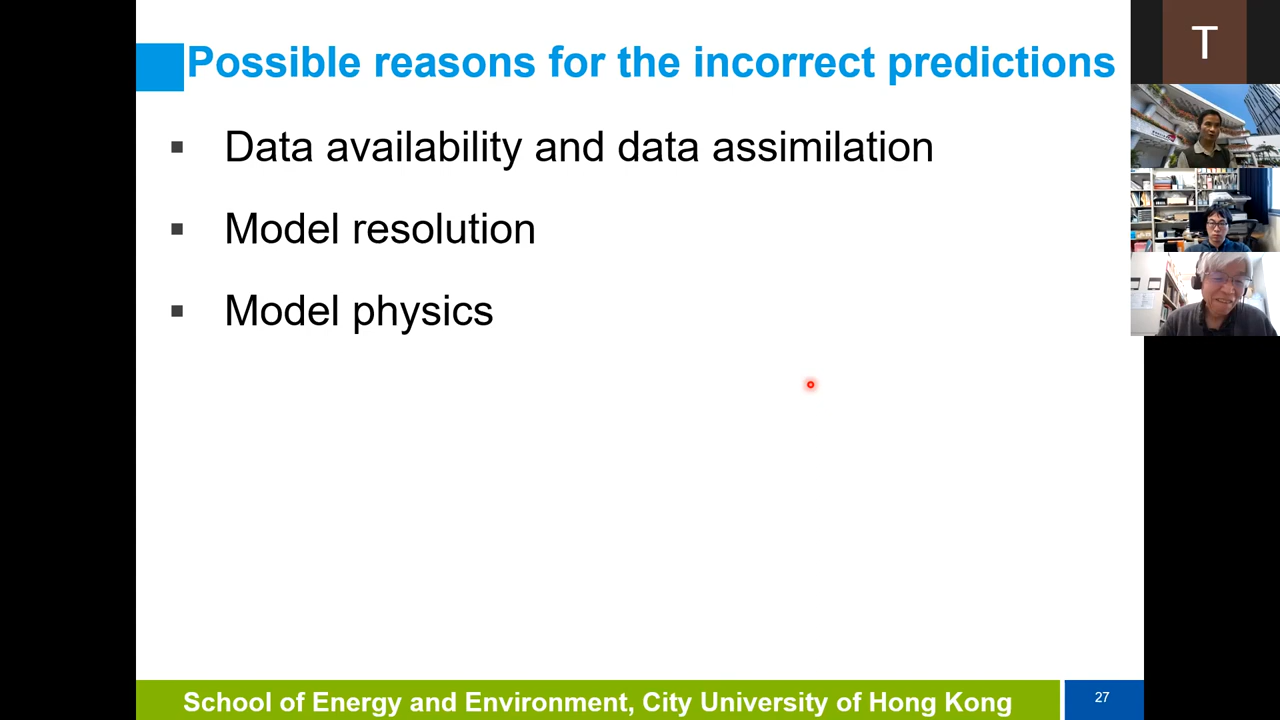 Possible reasons for the incorrect predictions
Data availability and data assimilation
Model resolution
Model physics
School of Energy and Environment, City University of Hong Kong
27
T